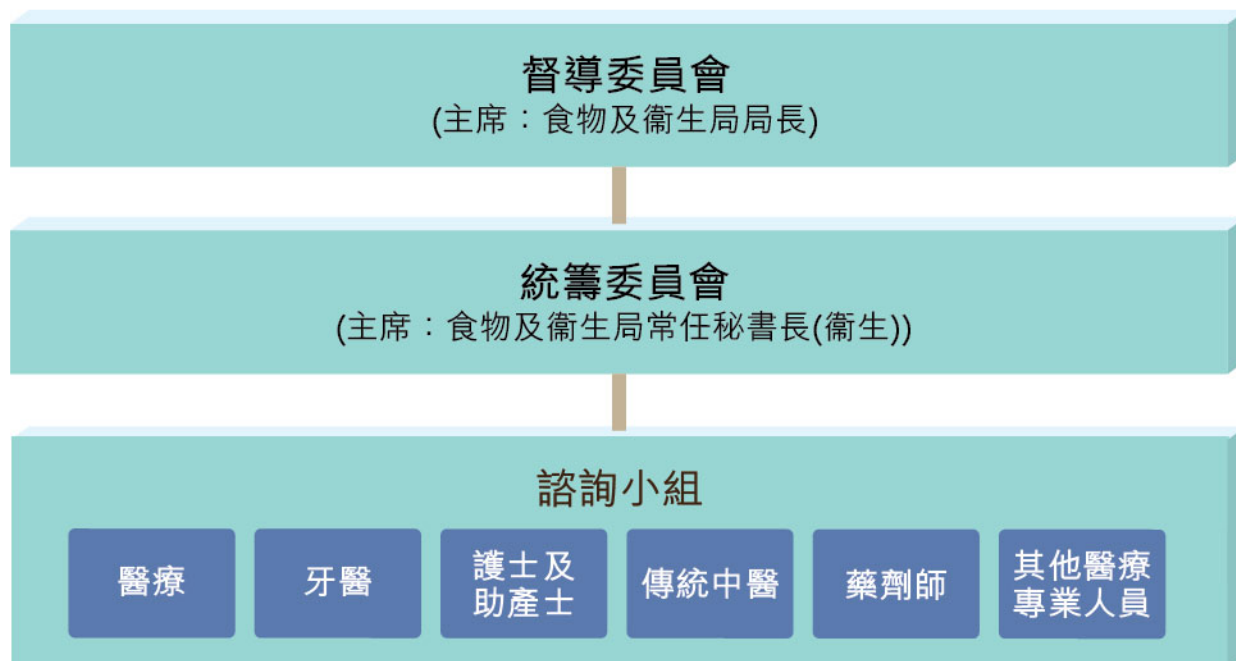 督導委員會
(主席：食物及衞生局局長)
統籌委員會
(主席：食物及衞生局常任秘書長(衞生))
諮詢小組
醫療
牙醫
護士及
助產士
傳統中醫
藥劑師
其他醫療
專業人員